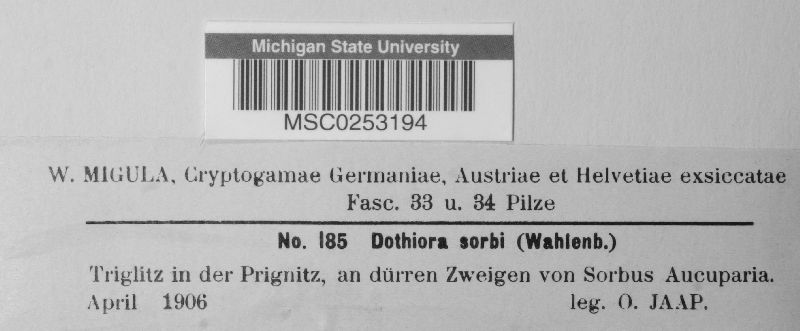 Michigan State University
MSC0253194
W. MIGULA, Cryptogamae Germaniae, Austriae et Helvetiae exsiccatae
Fasc. 33 u. 34 Pilze
No. 185 Dothiora sorbi (Wahlenb.)
Triglitz in der Prignitz, an dürren Zweigen von Sorbus Aucuparia.
April 1906 leg. O. JAAP.